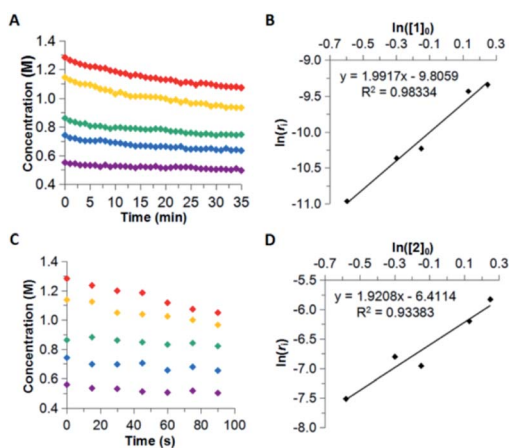 A
Concentration (M)
1.4
1.2
1.0
0.8
0.6
0.4
0 5 10 15 20 25 30 35
Time (min)
B
ln([1]₀)
-0.7 -0.5 -0.3 -0.1 0.1 0.3
-9.0
-9.5
-10.0
-10.5
-11.0
ln(rᵢ)
y = 1.9917x - 9.8059
R² = 0.98334
C
Concentration (M)
1.4
1.2
1.0
0.8
0.6
0.4
0 20 40 60 80 100
Time (s)
D
ln([2]₀)
-0.7 -0.5 -0.3 -0.1 0.1 0.3
-5.5
-6.0
-6.5
-7.0
-7.5
-8.0
ln(rᵢ)
y = 1.9208x - 6.4114
R² = 0.93383